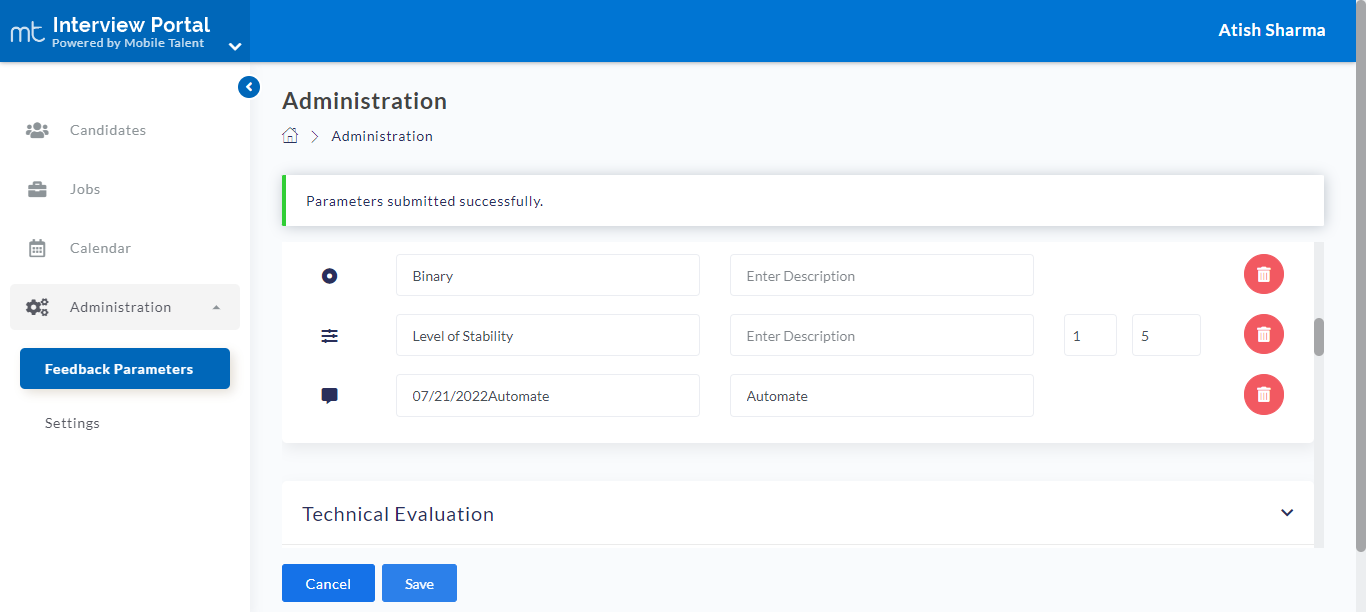 mt Interview Portal
Powered by Mobile Talent
Atish Sharma
Candidates
Jobs
Calendar
Administration
Feedback Parameters
Settings
Administration
Administration
Parameters submitted successfully.
Binary Enter Description
Level of Stability Enter Description 1 5
07/21/2022Automate Automate
Technical Evaluation
Cancel Save